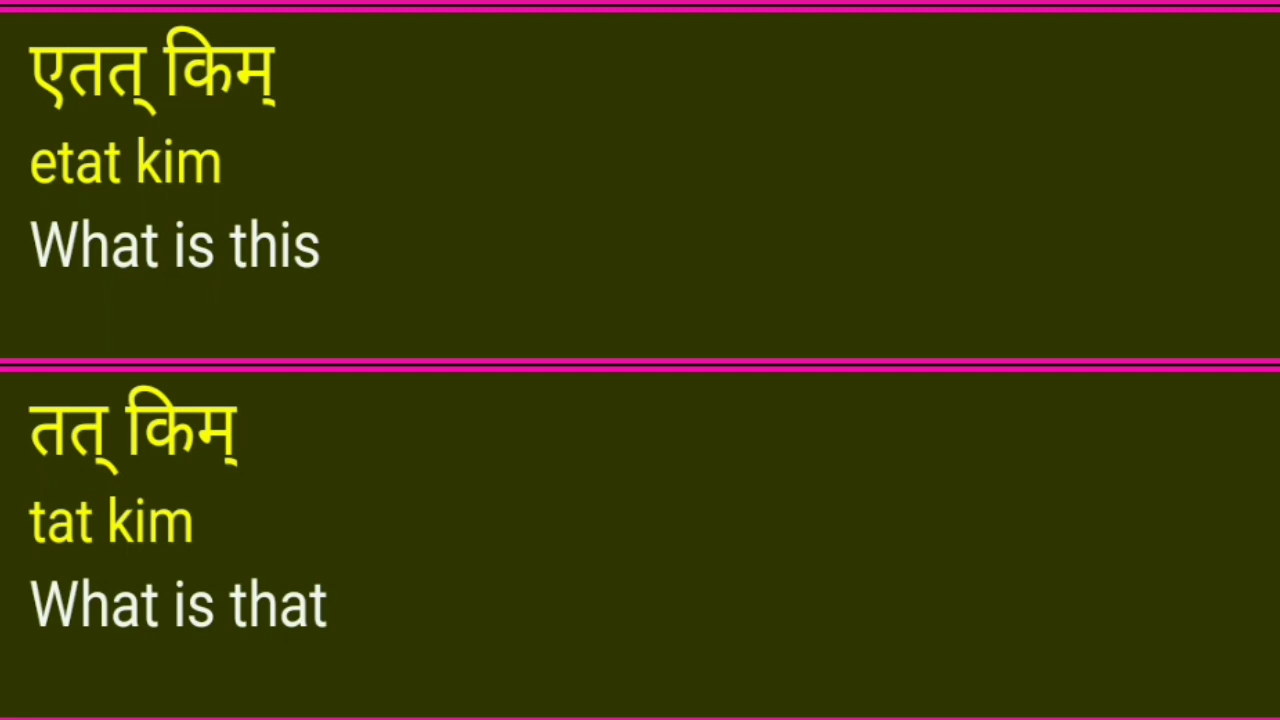 एतत् किम्
etat kim
What is this
तत् किम्
tat kim
What is that